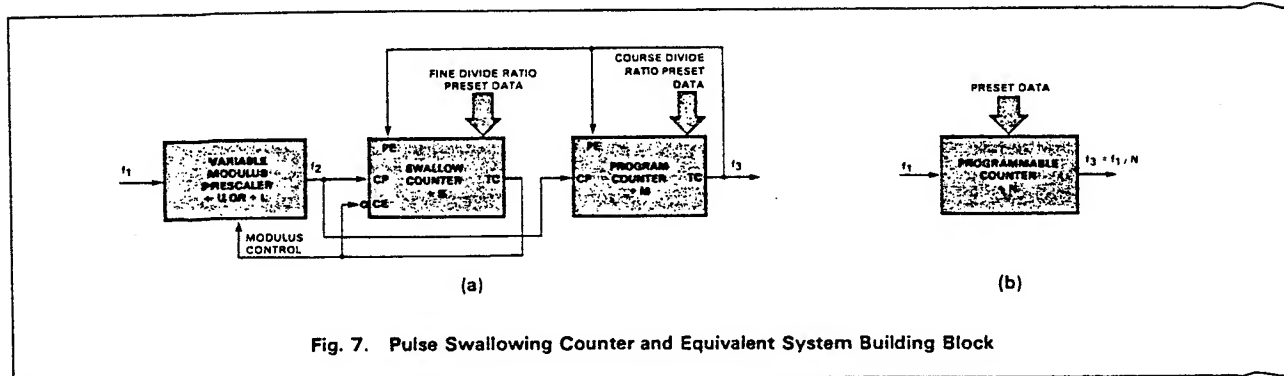 FINE DIVIDE RATIO
PRESET DATA
COURSE DIVIDE
RATIO PRESET
DATA
f1
VARIABLE
MODULUS
PRESCALER
÷ U OR ÷ L
f2
PE
CP
SWALLOW
COUNTER
÷ S
TC
CE
PE
CP
PROGRAM
COUNTER
÷ M
TC
f3
MODULUS
CONTROL
(a)
PRESET DATA
f1
PROGRAMMABLE
COUNTER
÷ N
f3 = f1/N
(b)
Fig. 7. Pulse Swallowing Counter and Equivalent System Building Block